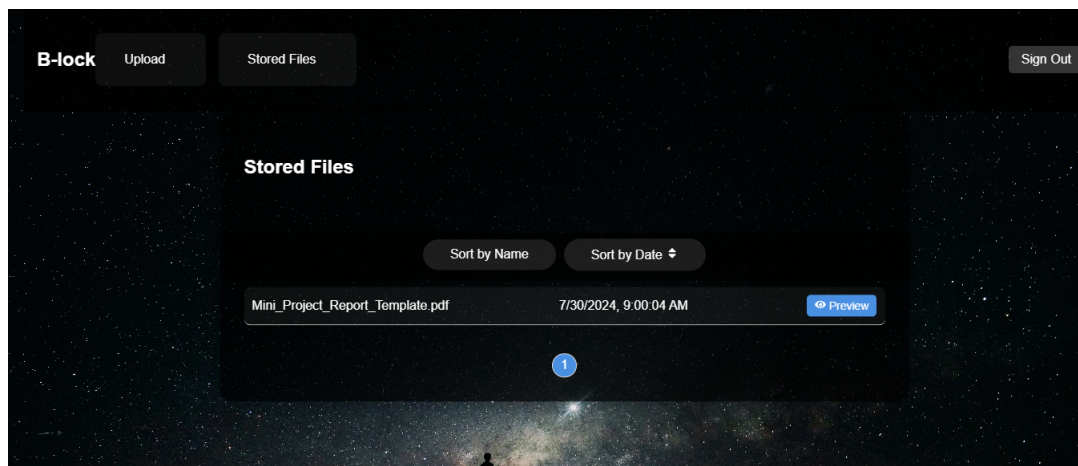 B-lock Upload Stored Files Sign Out
Stored Files
Sort by Name Sort by Date
Mini_Project_Report_Template.pdf 7/30/2024, 9:00:04 AM Preview
1